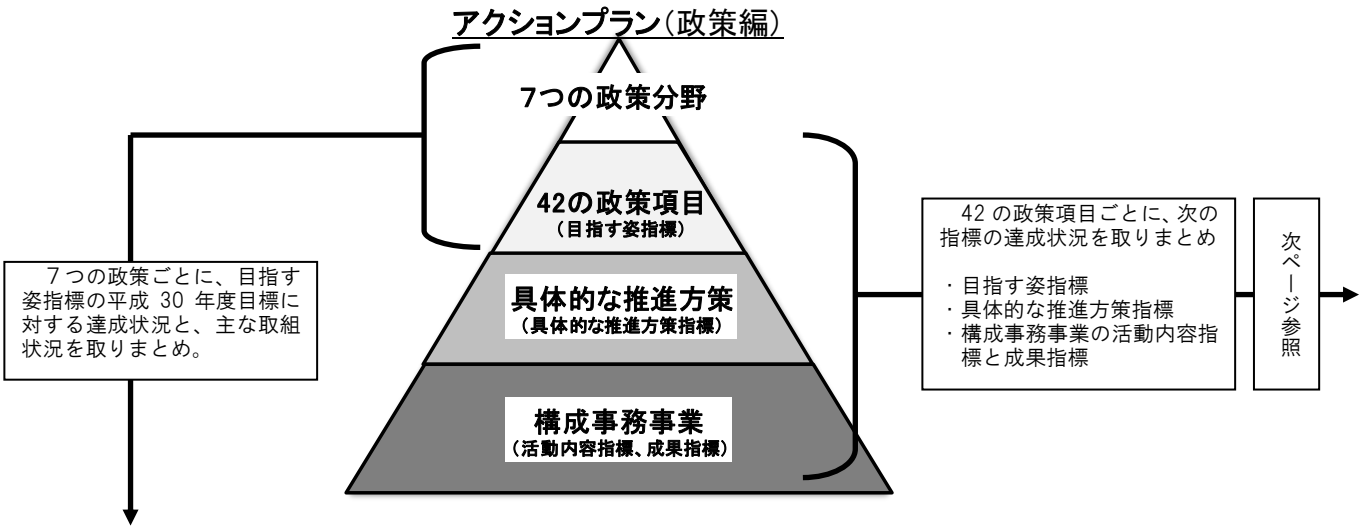 アクションプラン(政策編)
7つの政策分野
42の政策項目
(目指す姿指標)
具体的な推進方策
(具体的な推進方策指標)
構成事務事業
(活動内容指標、成果指標)
7つの政策ごとに、目指す
姿指標の平成 30 年度目標に
対する達成状況と、主な取組
状況を取りまとめ。
42 の政策項目ごとに、次の
指標の達成状況を取りまとめ
・目指す姿指標
・具体的な推進方策指標
・構成事務事業の活動内容指
標と成果指標
次ページ参照